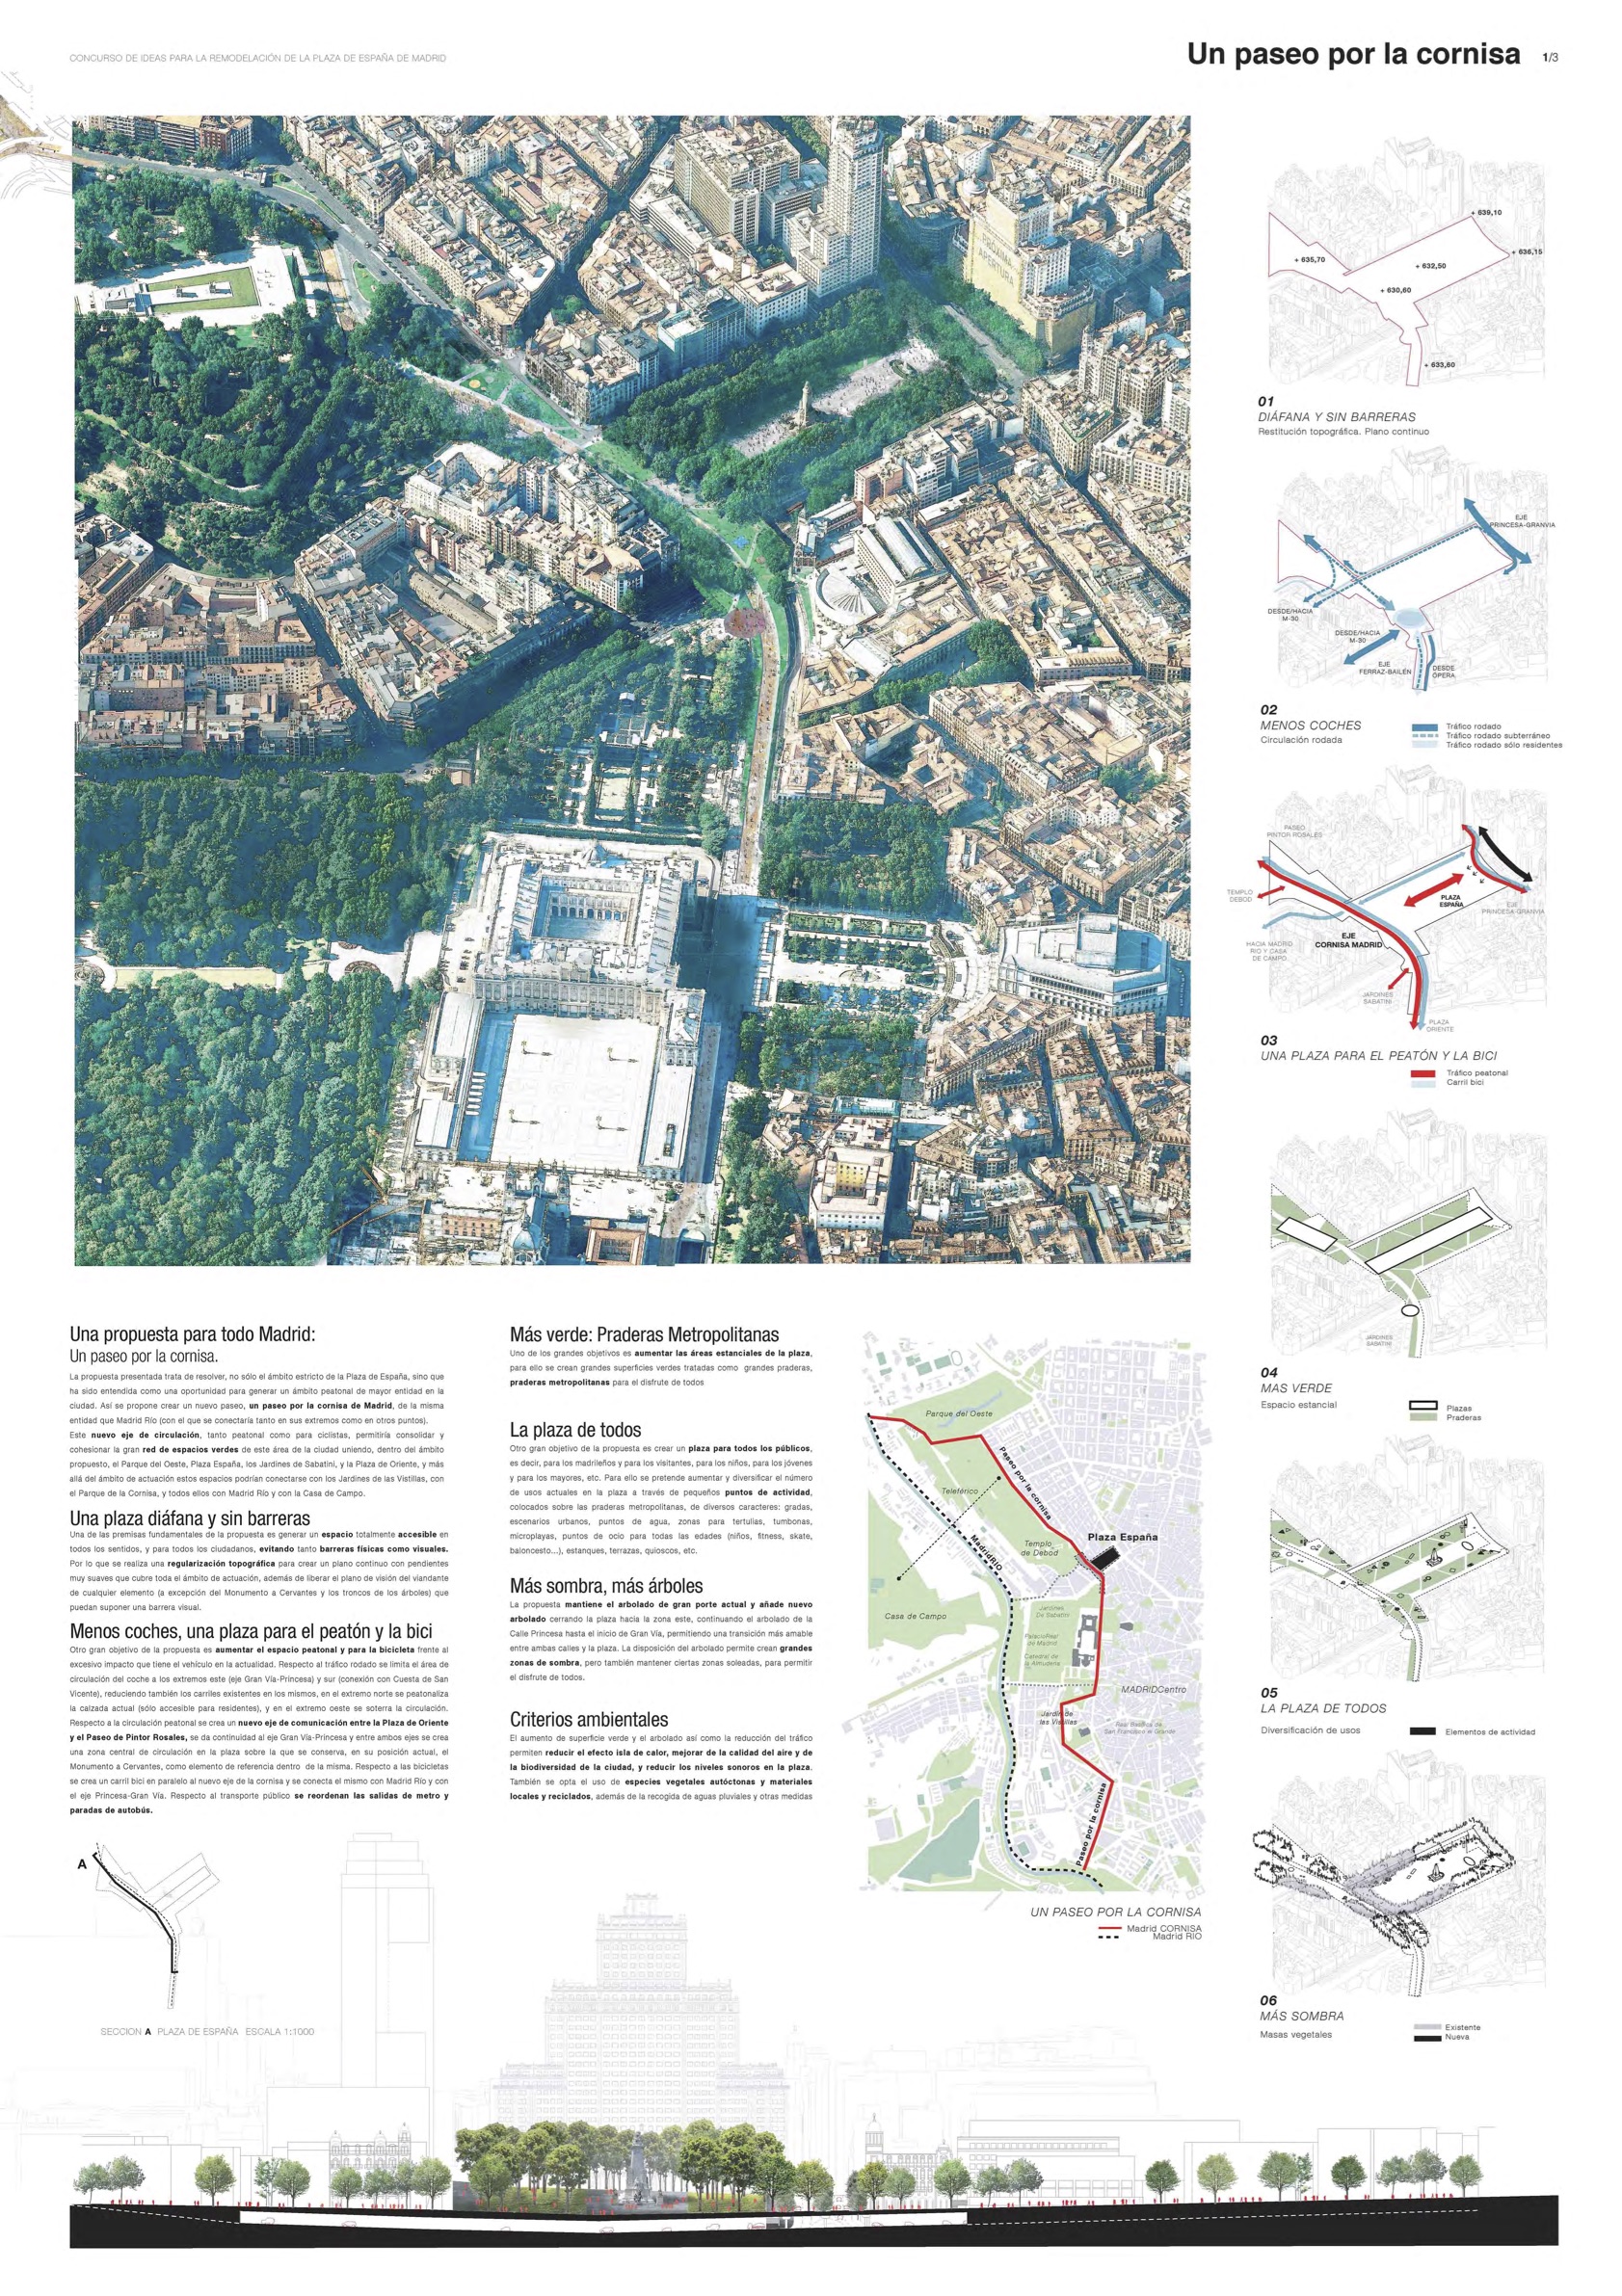 CONCURSO DE IDEAS PARA LA REMODELACIÓN DE LA PLAZA DE ESPAÑA DE MADRID
Un paseo por la cornisa 1/3
+ 639,10
+ 636,15
+ 635,70
+ 632,50
+ 630,60
+ 633,60
01
DIÁFANA Y SIN BARRERAS
Restitución topográfica. Plano continuo
EJE
PRINCESA-GRANVIA
DESDE/HACIA
M-30
DESDE/HACIA
M-30
EJE
FERRAZ-BAILÉN
DESDE
ÓPERA
02
MENOS COCHES
Circulación rodada
Tráfico rodado
Tráfico rodado subterráneo
Tráfico rodado sólo residentes
PASEO
PINTOR ROSALES
TEMPLO
DEBOD
PLAZA
ESPAÑA
EJE
PRINCESA-GRANVIA
EJE
CORNISA MADRID
HACIA MADRID
RIO Y CASA
DE CAMPO
JARDINES
SABATINI
PLAZA
ORIENTE
03
UNA PLAZA PARA EL PEATÓN Y LA BICI
Tráfico peatonal
Carril bici
JARDINES
SABATINI
04
MAS VERDE
Espacio estancial
Plazas
Praderas
05
LA PLAZA DE TODOS
Diversificación de usos
Elementos de actividad
06
MÁS SOMBRA
Masas vegetales
Existente
Nueva
Una propuesta para todo Madrid:
Un paseo por la cornisa.
La propuesta presentada trata de resolver, no sólo el ámbito estricto de la Plaza de España, sino que
ha sido entendida como una oportunidad para generar un ámbito peatonal de mayor entidad en la
ciudad. Así se propone crear un nuevo paseo, un paseo por la cornisa de Madrid, de la misma
entidad que Madrid Río (con el que se conectaría tanto en sus extremos como en otros puntos).
Este nuevo eje de circulación, tanto peatonal como para ciclistas, permitiría consolidar y
cohesionar la gran red de espacios verdes de este área de la ciudad uniendo, dentro del ámbito
propuesto, el Parque del Oeste, Plaza España, los Jardines de Sabatini, y la Plaza de Oriente, y más
allá del ámbito de actuación estos espacios podrían conectarse con los Jardines de las Vistillas, con
el Parque de la Cornisa, y todos ellos con Madrid Río y con la Casa de Campo.
Una plaza diáfana y sin barreras
Una de las premisas fundamentales de la propuesta es generar un espacio totalmente accesible en
todos los sentidos, y para todos los ciudadanos, evitando tanto barreras físicas como visuales.
Por lo que se realiza una regularización topográfica para crear un plano continuo con pendientes
muy suaves que cubre toda el ámbito de actuación, además de liberar el plano de visión del viandante
de cualquier elemento (a excepción del Monumento a Cervantes y los troncos de los árboles) que
puedan suponer una barrera visual.
Menos coches, una plaza para el peatón y la bici
Otro gran objetivo de la propuesta es aumentar el espacio peatonal y para la bicicleta frente al
excesivo impacto que tiene el vehículo en la actualidad. Respecto al tráfico rodado se limita el área de
circulación del coche a los extremos este (eje Gran Vía-Princesa) y sur (conexión con Cuesta de San
Vicente), reduciendo también los carriles existentes en los mismos, en el extremo norte se peatonaliza
la calzada actual (sólo accesible para residentes), y en el extremo oeste se soterra la circulación.
Respecto a la circulación peatonal se crea un nuevo eje de comunicación entre la Plaza de Oriente
y el Paseo de Pintor Rosales, se da continuidad al eje Gran Vía-Princesa y entre ambos ejes se crea
una zona central de circulación en la plaza sobre la que se conserva, en su posición actual, el
Monumento a Cervantes, como elemento de referencia dentro de la misma. Respecto a las bicicletas
se crea un carril bici en paralelo al nuevo eje de la cornisa y se conecta el mismo con Madrid Río y con
el eje Princesa-Gran Vía. Respecto al transporte público se reordenan las salidas de metro y
paradas de autobús.
Más verde: Praderas Metropolitanas
Uno de los grandes objetivos es aumentar las áreas estanciales de la plaza,
para ello se crean grandes superficies verdes tratadas como grandes praderas,
praderas metropolitanas para el disfrute de todos
La plaza de todos
Otro gran objetivo de la propuesta es crear un plaza para todos los públicos,
es decir, para los madrileños y para los visitantes, para los niños, para los jóvenes
y para los mayores, etc. Para ello se pretende aumentar y diversificar el número
de usos actuales en la plaza a través de pequeños puntos de actividad,
colocados sobre las praderas metropolitanas, de diversos caracteres: gradas,
escenarios urbanos, puntos de agua, zonas para tertulias, tumbonas,
microplayas, puntos de ocio para todas las edades (niños, fitness, skate,
baloncesto...), estanques, terrazas, quioscos, etc.
Más sombra, más árboles
La propuesta mantiene el arbolado de gran porte actual y añade nuevo
arbolado cerrando la plaza hacia la zona este, continuando el arbolado de la
Calle Princesa hasta el inicio de Gran Vía, permitiendo una transición más amable
entre ambas calles y la plaza. La disposición del arbolado permite crean grandes
zonas de sombra, pero también mantener ciertas zonas soleadas, para permitir
el disfrute de todos.
Criterios ambientales
El aumento de superficie verde y el arbolado así como la reducción del tráfico
permiten reducir el efecto isla de calor, mejorar de la calidad del aire y de
la biodiversidad de la ciudad, y reducir los niveles sonoros en la plaza.
También se opta el uso de especies vegetales autóctonas y materiales
locales y reciclados, además de la recogida de aguas pluviales y otras medidas
Parque del Oeste
Paseo por la cornisa
Teleférico
MadridRÍO
Plaza España
Templo
de Debod
Casa de Campo
Jardines
De Sabatini
PalacioReal
de Madrid
Catedral de
la Almudena
MADRIDCentro
Jardín de
las Vistillas
Real Basílica de
San Francisco el Grande
Paseo por la cornisa
UN PASEO POR LA CORNISA
Madrid CORNISA
Madrid RIO
A
SECCION A PLAZA DE ESPAÑA ESCALA 1:1000